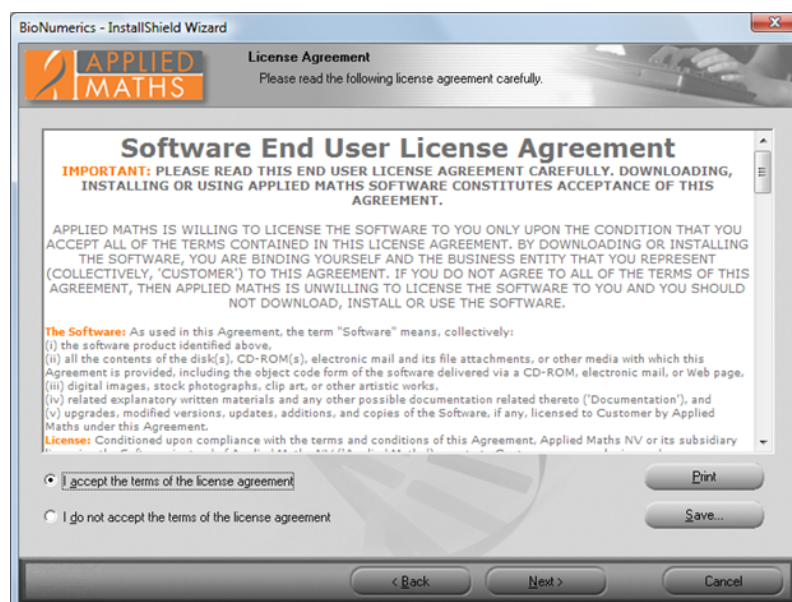 BioNumerics - InstallShield Wizard
APPLIED
MATHS
License Agreement
Please read the following license agreement carefully.
Software End User License Agreement
IMPORTANT: PLEASE READ THIS END USER LICENSE AGREEMENT CAREFULLY. DOWNLOADING,
INSTALLING OR USING APPLIED MATHS SOFTWARE CONSTITUTES ACCEPTANCE OF THIS
AGREEMENT.
APPLIED MATHS IS WILLING TO LICENSE THE SOFTWARE TO YOU ONLY UPON THE CONDITION THAT YOU
ACCEPT ALL OF THE TERMS CONTAINED IN THIS LICENSE AGREEMENT. BY DOWNLOADING OR INSTALLING
THE SOFTWARE, YOU ARE BINDING YOURSELF AND THE BUSINESS ENTITY THAT YOU REPRESENT
(COLLECTIVELY, 'CUSTOMER') TO THIS AGREEMENT. IF YOU DO NOT AGREE TO ALL OF THE TERMS OF THIS
AGREEMENT, THEN APPLIED MATHS IS UNWILLING TO LICENSE THE SOFTWARE TO YOU AND YOU SHOULD
NOT DOWNLOAD, INSTALL OR USE THE SOFTWARE.
The Software: As used in this Agreement, the term "Software" means, collectively:
(i) the software product identified above,
(ii) all the contents of the disk(s), CD-ROM(s), electronic mail and its file attachments, or other media with which this
Agreement is provided, including the object code form of the software delivered via a CD-ROM, electronic mail, or Web page,
(iii) digital images, stock photographs, clip art, or other artistic works,
(iv) related explanatory written materials and any other possible documentation related thereto ('Documentation'), and
(v) upgrades, modified versions, updates, additions, and copies of the Software, if any, licensed to Customer by Applied
Maths under this Agreement.
License: Conditioned upon compliance with the terms and conditions of this Agreement, Applied Maths NV or its subsidiary
I accept the terms of the license agreement
Print
I do not accept the terms of the license agreement
Save...
< Back
Next >
Cancel